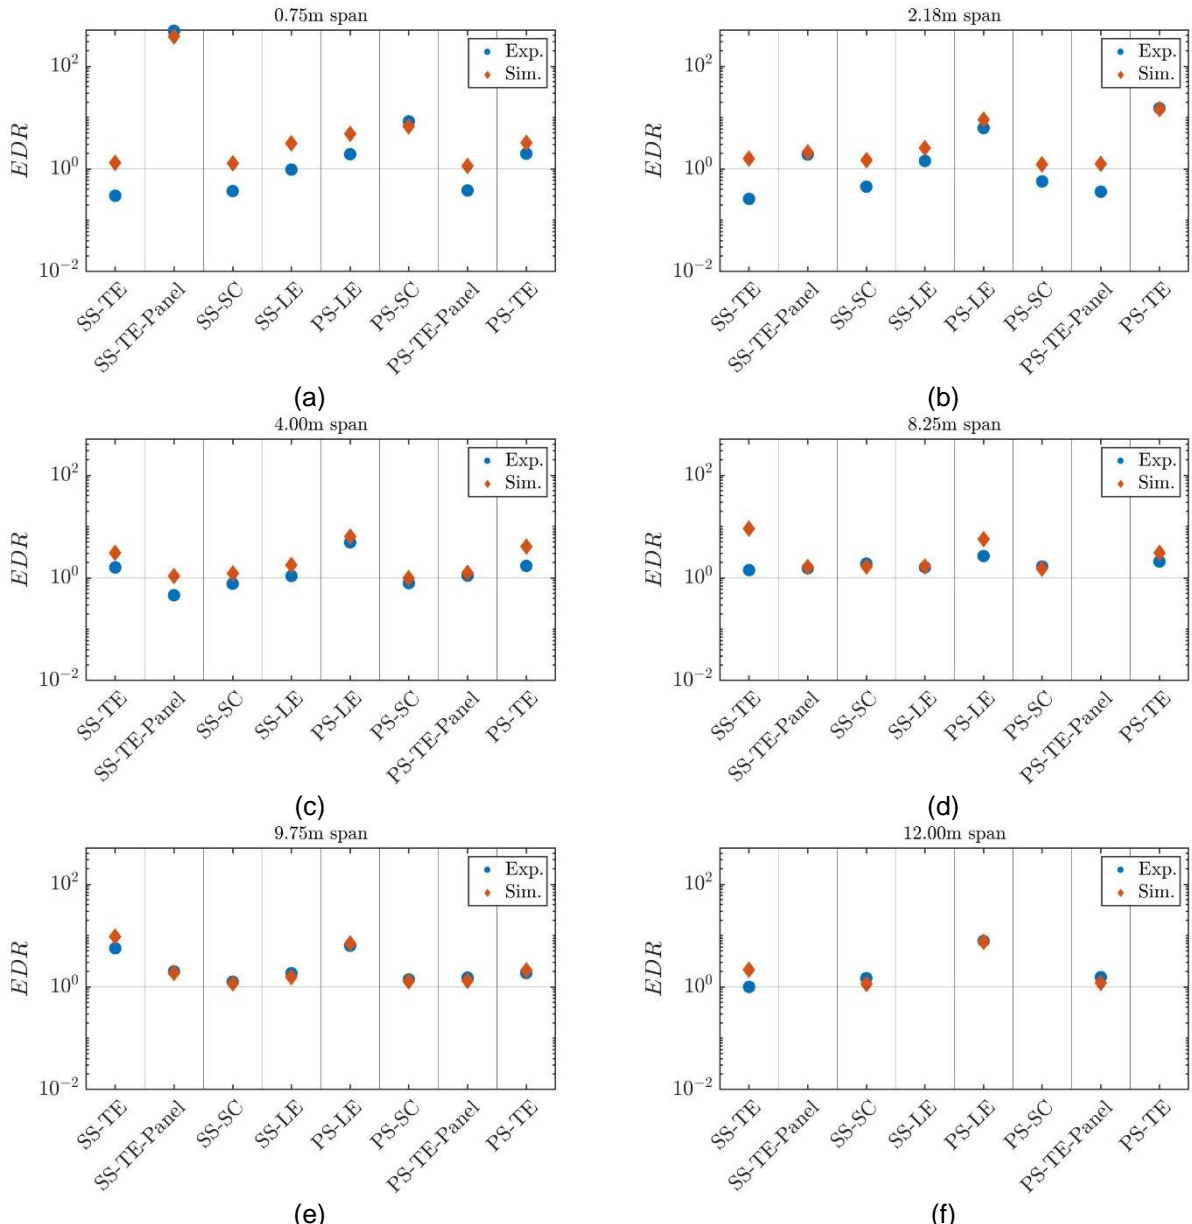 0.75m span
EDR
10^2
10^0
10^-2
Exp.
Sim.
SS-TE
SS-TE-Panel
SS-SC
SS-LE
PS-LE
PS-SC
PS-TE-Panel
PS-TE
(a)
2.18m span
EDR
10^2
10^0
10^-2
Exp.
Sim.
SS-TE
SS-TE-Panel
SS-SC
SS-LE
PS-LE
PS-SC
PS-TE-Panel
PS-TE
(b)
4.00m span
EDR
10^2
10^0
10^-2
Exp.
Sim.
SS-TE
SS-TE-Panel
SS-SC
SS-LE
PS-LE
PS-SC
PS-TE-Panel
PS-TE
(c)
8.25m span
EDR
10^2
10^0
10^-2
Exp.
Sim.
SS-TE
SS-TE-Panel
SS-SC
SS-LE
PS-LE
PS-SC
PS-TE-Panel
PS-TE
(d)
9.75m span
EDR
10^2
10^0
10^-2
Exp.
Sim.
SS-TE
SS-TE-Panel
SS-SC
SS-LE
PS-LE
PS-SC
PS-TE-Panel
PS-TE
(e)
12.00m span
EDR
10^2
10^0
10^-2
Exp.
Sim.
SS-TE
SS-TE-Panel
SS-SC
SS-LE
PS-LE
PS-SC
PS-TE-Panel
PS-TE
(f)